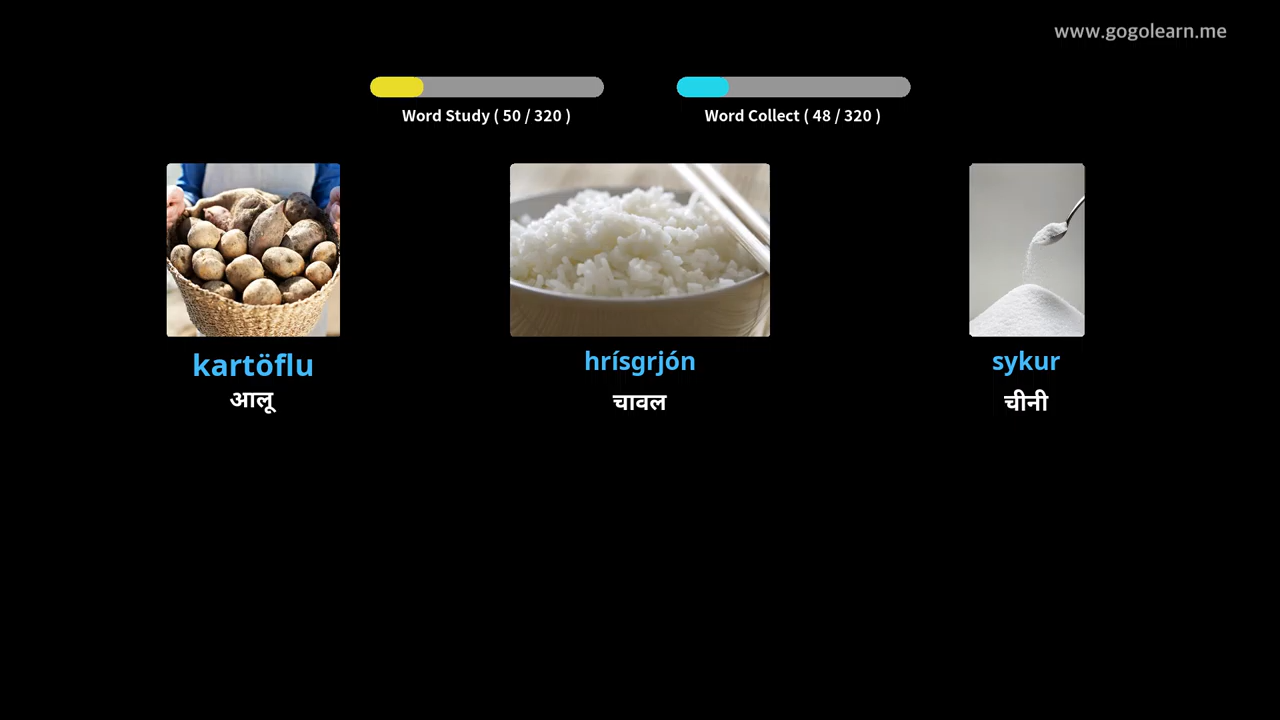 www.gogolearn.me
Word Study ( 50 / 320 )
Word Collect ( 48 / 320 )
kartöflu
आलू
hrísgrjón
चावल
sykur
चीनी